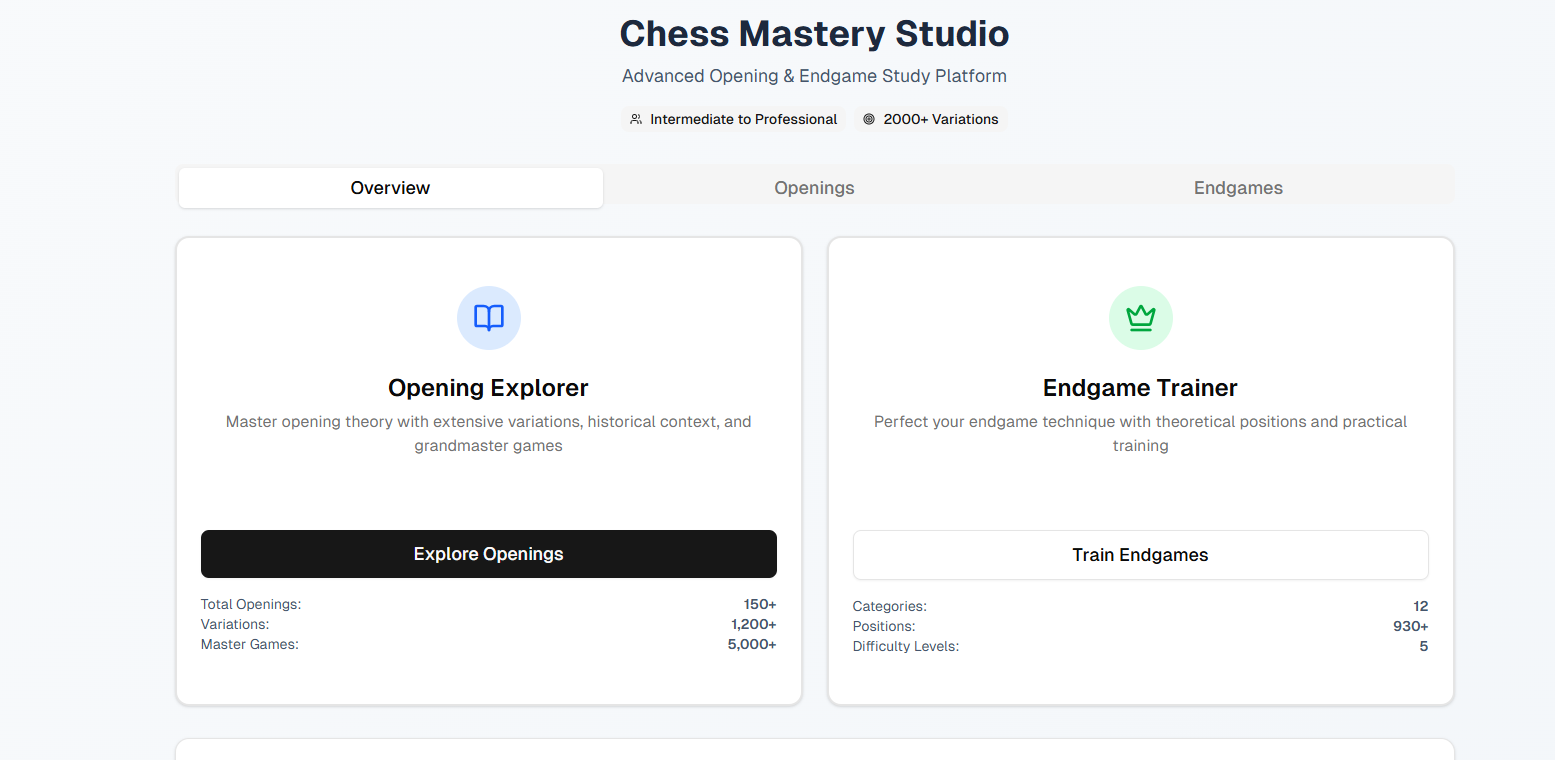 Chess Mastery Studio
Advanced Opening & Endgame Study Platform
Intermediate to Professional
2000+ Variations
Overview
Openings
Endgames
Opening Explorer
Master opening theory with extensive variations, historical context, and
grandmaster games
Explore Openings
Total Openings: 150+
Variations: 1,200+
Master Games: 5,000+
Endgame Trainer
Perfect your endgame technique with theoretical positions and practical
training
Train Endgames
Categories: 12
Positions: 930+
Difficulty Levels: 5